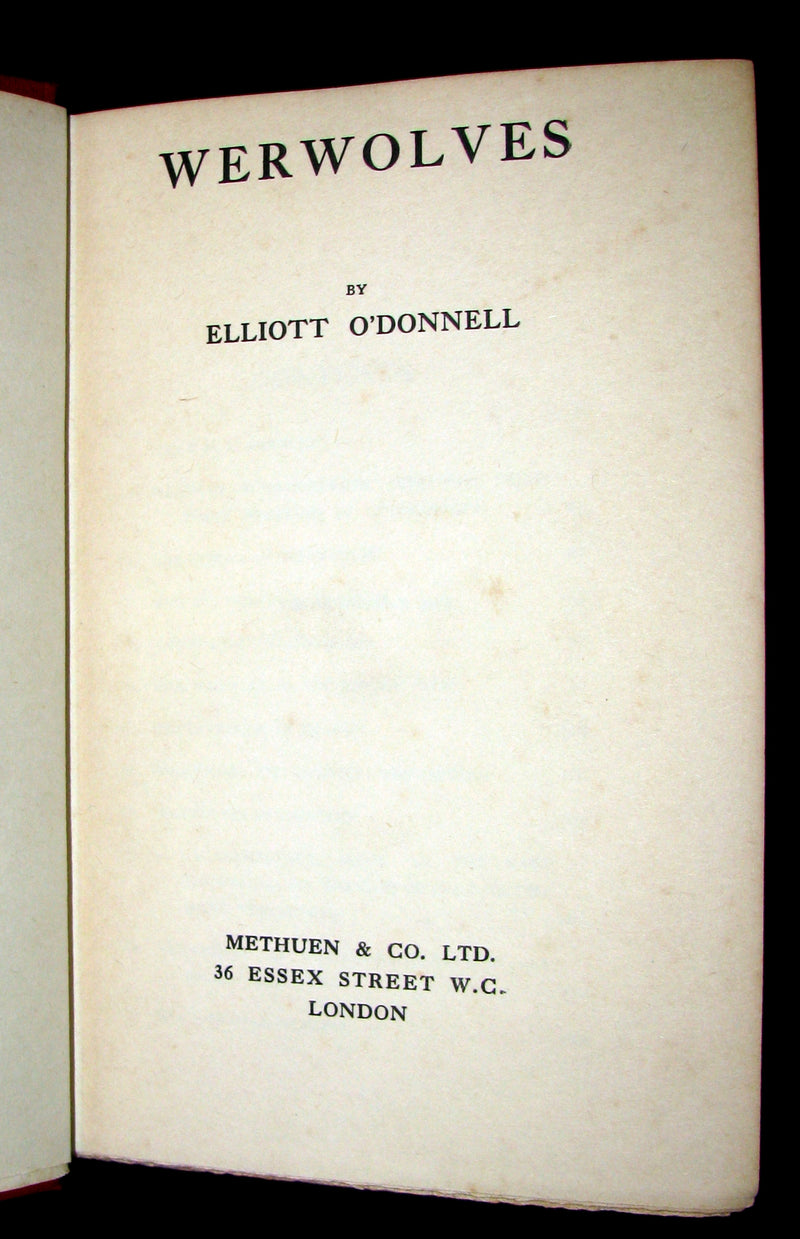 WERWOLVES
BY
ELLIOTT O'DONNELL
METHUEN & CO. LTD.
36 ESSEX STREET W.C.
LONDON